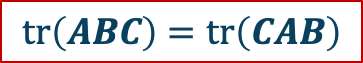 tr(ABC) = tr(CAB)